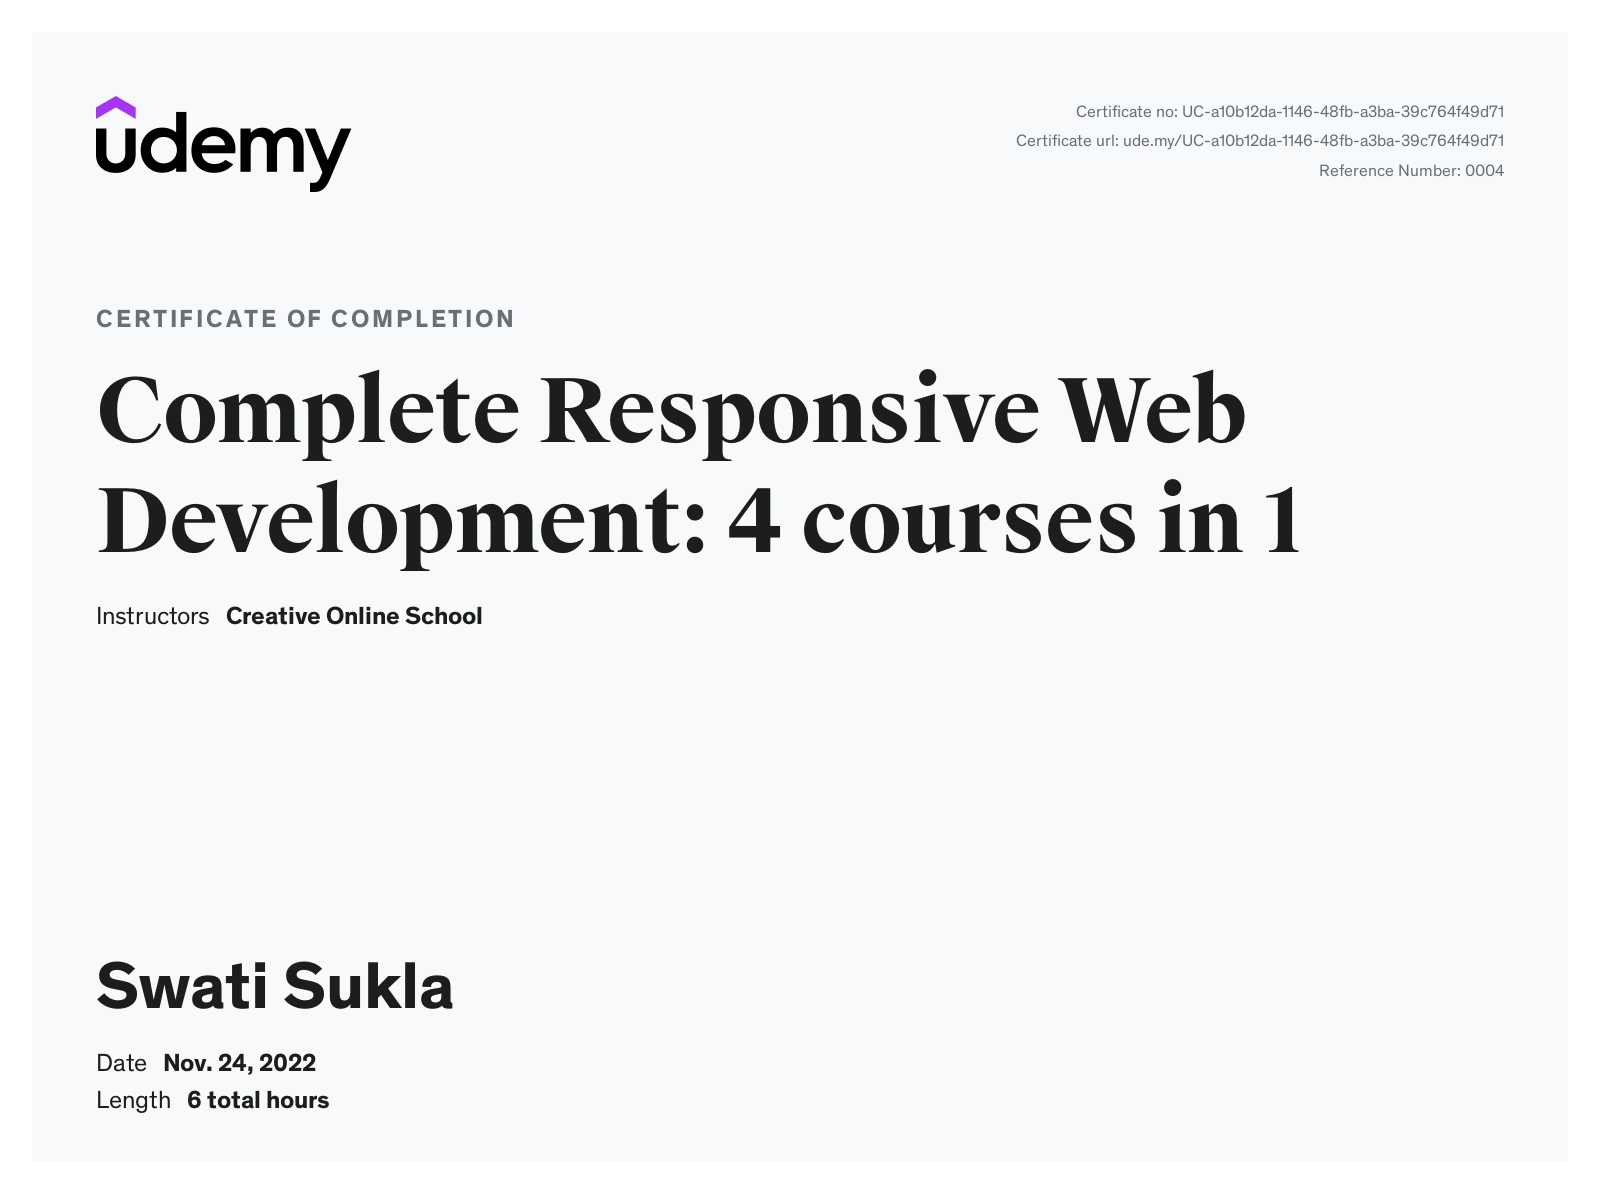 udemy
Certificate no: UC-a10b12da-1146-48fb-a3ba-39c764f49d71
Certificate url: ude.my/UC-a10b12da-1146-48fb-a3ba-39c764f49d71
Reference Number: 0004
CERTIFICATE OF COMPLETION
Complete Responsive Web
Development: 4 courses in 1
Instructors Creative Online School
Swati Sukla
Date Nov. 24, 2022
Length 6 total hours